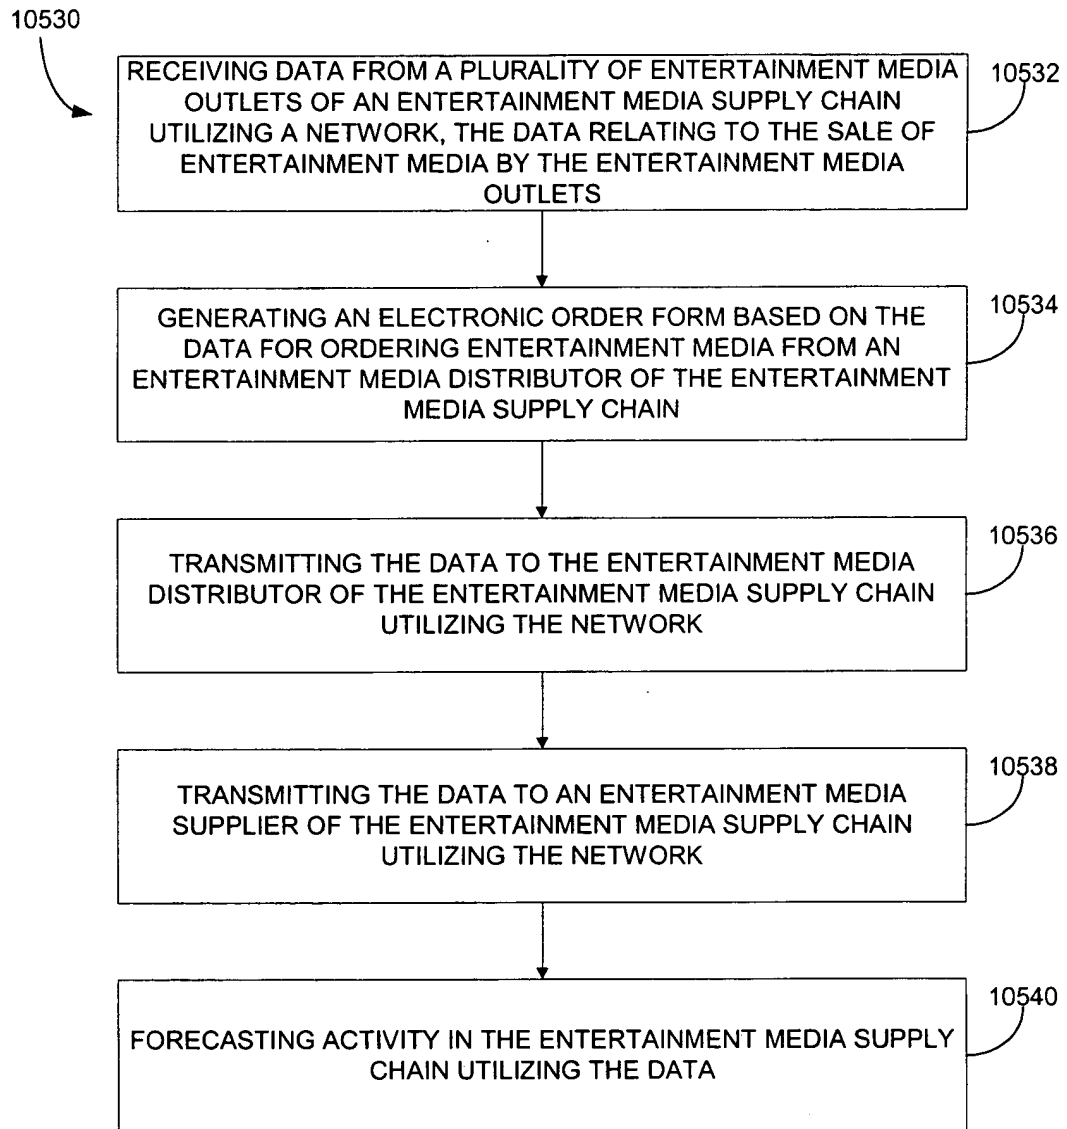 10530
RECEIVING DATA FROM A PLURALITY OF ENTERTAINMENT MEDIA
OUTLETS OF AN ENTERTAINMENT MEDIA SUPPLY CHAIN
UTILIZING A NETWORK, THE DATA RELATING TO THE SALE OF
ENTERTAINMENT MEDIA BY THE ENTERTAINMENT MEDIA
OUTLETS
10532
GENERATING AN ELECTRONIC ORDER FORM BASED ON THE
DATA FOR ORDERING ENTERTAINMENT MEDIA FROM AN
ENTERTAINMENT MEDIA DISTRIBUTOR OF THE ENTERTAINMENT
MEDIA SUPPLY CHAIN
10534
TRANSMITTING THE DATA TO THE ENTERTAINMENT MEDIA
DISTRIBUTOR OF THE ENTERTAINMENT MEDIA SUPPLY CHAIN
UTILIZING THE NETWORK
10536
TRANSMITTING THE DATA TO AN ENTERTAINMENT MEDIA
SUPPLIER OF THE ENTERTAINMENT MEDIA SUPPLY CHAIN
UTILIZING THE NETWORK
10538
FORECASTING ACTIVITY IN THE ENTERTAINMENT MEDIA SUPPLY
CHAIN UTILIZING THE DATA
10540